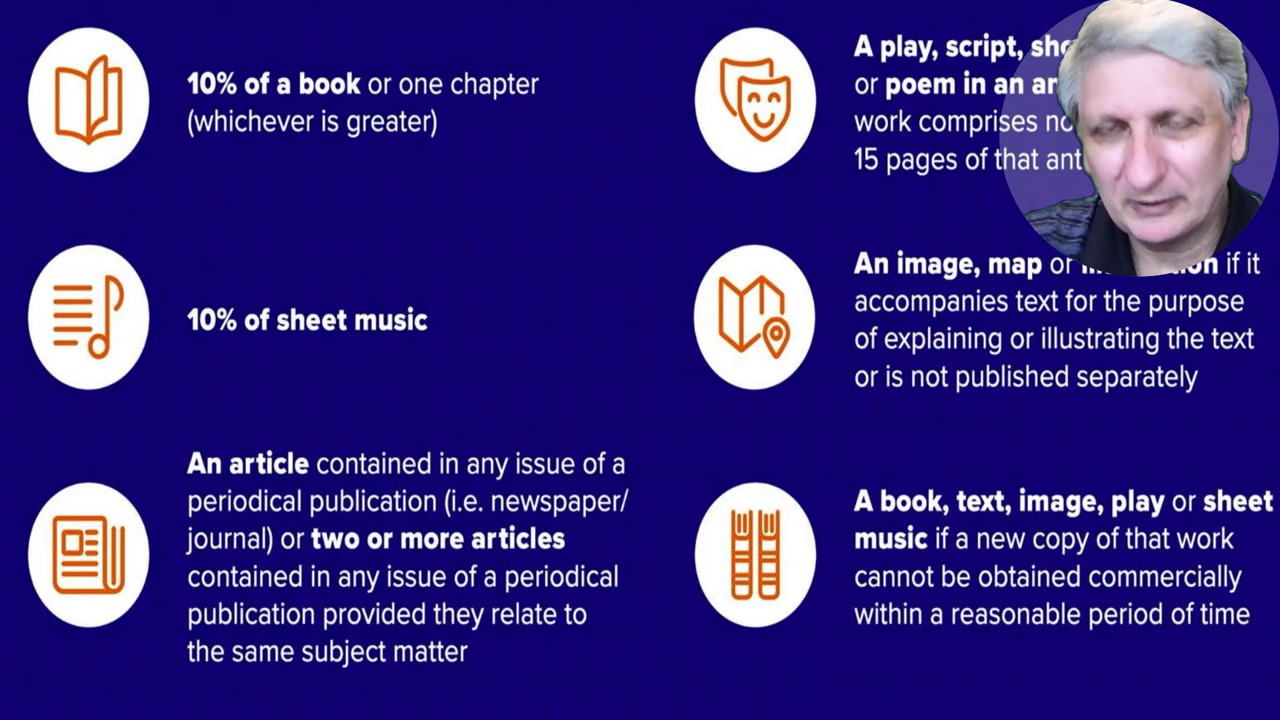 10% of a book or one chapter
(whichever is greater)
10% of sheet music
An article contained in any issue of a
periodical publication (i.e. newspaper/
journal) or two or more articles
contained in any issue of a periodical
publication provided they relate to
the same subject matter
A play, script,
or poem in an
work comprises
15 pages of that
An image, map or if it
accompanies text for the purpose
of explaining or illustrating the text
or is not published separately
A book, text, image, play or sheet
music if a new copy of that work
cannot be obtained commercially
within a reasonable period of time